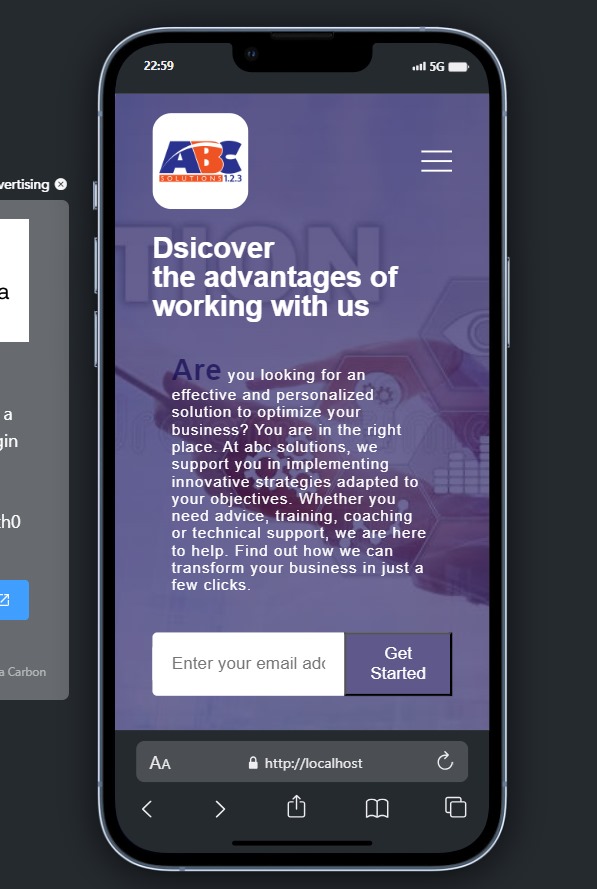 22:59
5G
vertising
a
ABC
SOLUTIONS 1.2.3
TION
Dsicover
the advantages of
working with us
Are you looking for an
effective and personalized
solution to optimize your
business? You are in the right
place. At abc solutions, we
support you in implementing
innovative strategies adapted to
your objectives. Whether you
need advice, training, coaching
or technical support, we are here
to help. Find out how we can
transform your business in just a
few clicks.
a
gin
th0
a Carbon
Enter your email add
Get
Started
AA
http://localhost